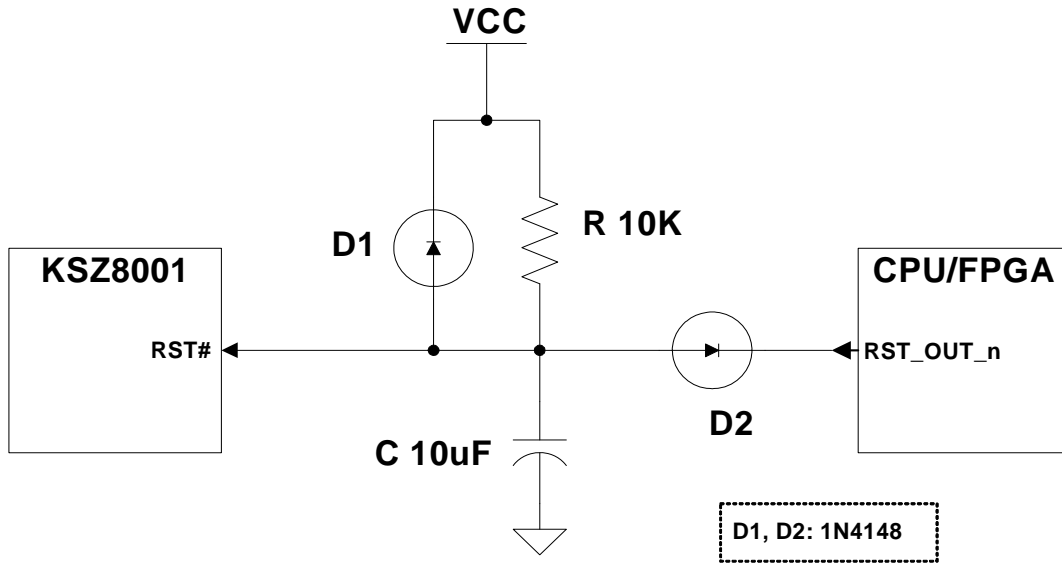 VCC
D1
R 10K
KSZ8001
CPU/FPGA
RST#
RST_OUT_n
D2
C 10uF
D1, D2: 1N4148